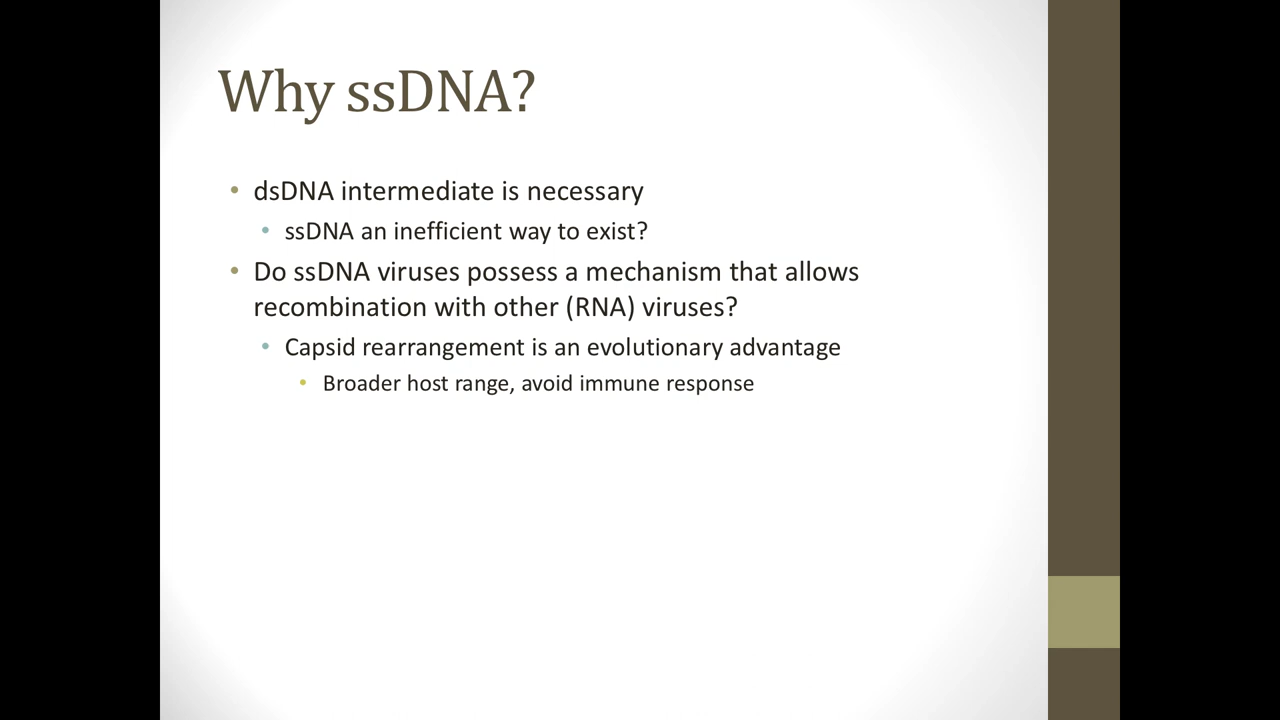 Why ssDNA?
• dsDNA intermediate is necessary
• ssDNA an inefficient way to exist?
• Do ssDNA viruses possess a mechanism that allows
recombination with other (RNA) viruses?
• Capsid rearrangement is an evolutionary advantage
• Broader host range, avoid immune response